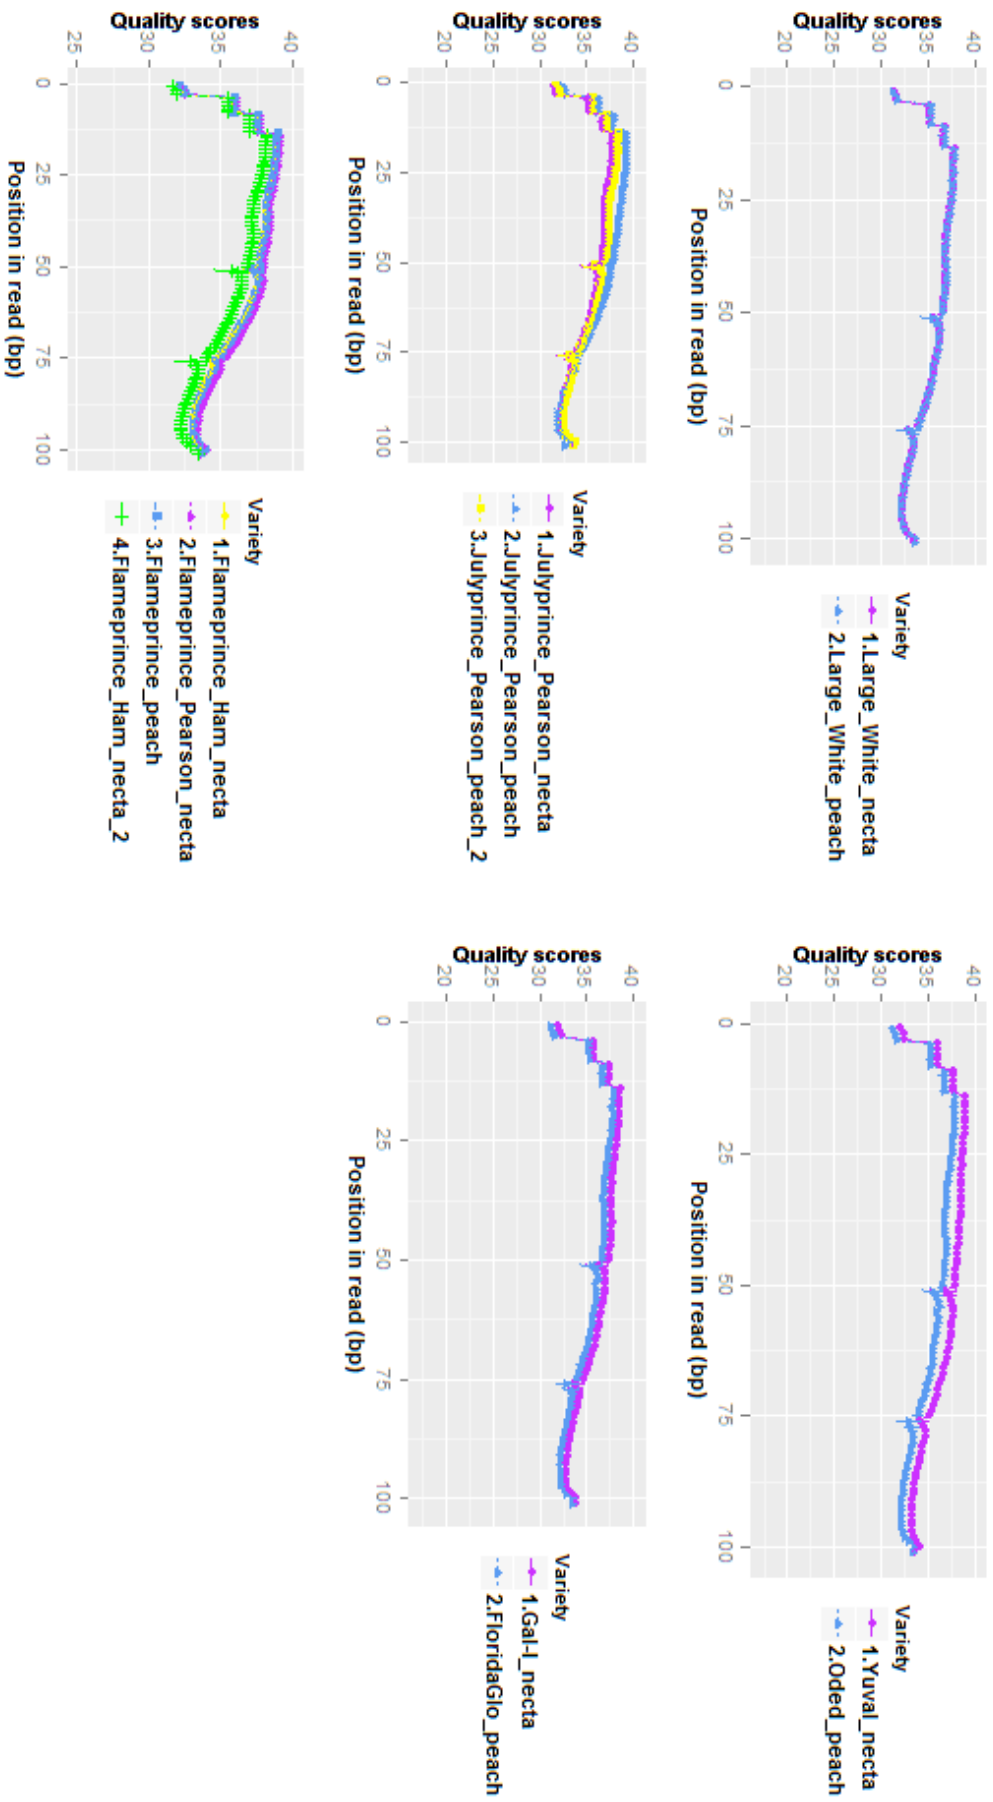 Quality scores
40
35
30
25
20
0
25
50
75
100
Position in read (bp)
Variety
1.Large_White_necta
2.Large_White_peach
Quality scores
40
35
30
25
20
0
25
50
75
100
Position in read (bp)
Variety
1.Yuval_necta
2.Oded_peach
Quality scores
40
35
30
25
20
0
25
50
75
100
Position in read (bp)
Variety
1.Julyprince_Pearson_necta
2.Julyprince_Pearson_peach
3.Julyprince_Pearson_peach_2
Quality scores
40
35
30
25
20
0
25
50
75
100
Position in read (bp)
Variety
1.Gal-I_necta
2.FloridaGlo_peach
Quality scores
40
35
30
25
0
25
50
75
100
Position in read (bp)
Variety
1.Flameprince_Ham_necta
2.Flameprince_Pearson_necta
3.Flameprince_peach
4.Flameprince_Ham_necta_2